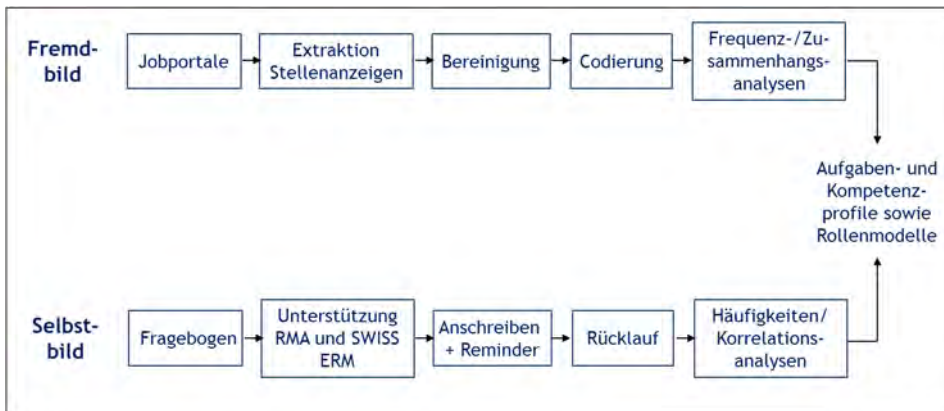 Fremd-
bild
Jobportale
Extraktion
Stellenanzeigen
Bereinigung
Codierung
Frequenz-/Zu-
sammenhangs-
analysen
Aufgaben- und
Kompetenz-
profile sowie
Rollenmodelle
Selbst-
bild
Fragebogen
Unterstützung
RMA und SWISS
ERM
Anschreiben
+ Reminder
Rücklauf
Häufigkeiten/
Korrelations-
analysen